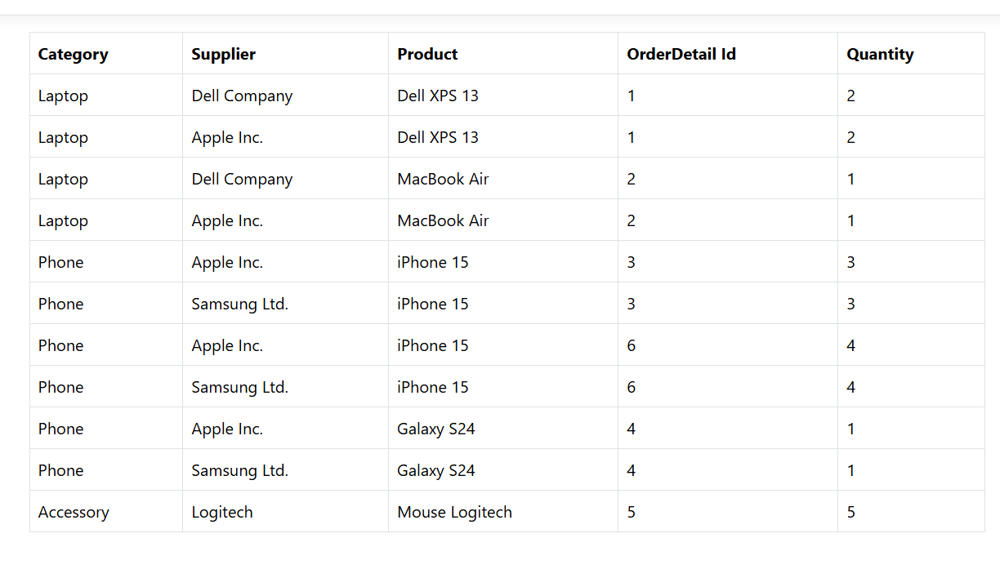 Category Supplier Product OrderDetail Id Quantity
Laptop Dell Company Dell XPS 13 1 2
Laptop Apple Inc. Dell XPS 13 1 2
Laptop Dell Company MacBook Air 2 1
Laptop Apple Inc. MacBook Air 2 1
Phone Apple Inc. iPhone 15 3 3
Phone Samsung Ltd. iPhone 15 3 3
Phone Apple Inc. iPhone 15 6 4
Phone Samsung Ltd. iPhone 15 6 4
Phone Apple Inc. Galaxy S24 4 1
Phone Samsung Ltd. Galaxy S24 4 1
Accessory Logitech Mouse Logitech 5 5